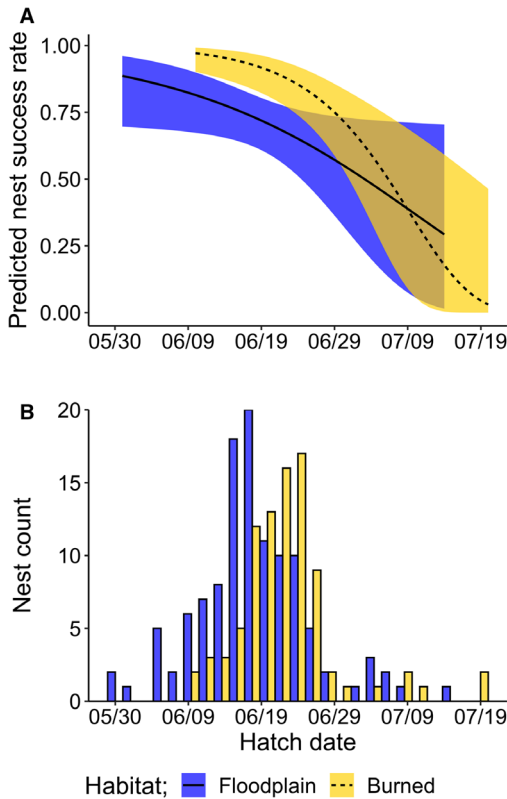 A
Predicted nest success rate
1.00
0.75
0.50
0.25
0.00
05/30 06/09 06/19 06/29 07/09 07/19
B
Nest count
20
15
10
5
0
05/30 06/09 06/19 06/29 07/09 07/19
Hatch date
Habitat; Floodplain Burned